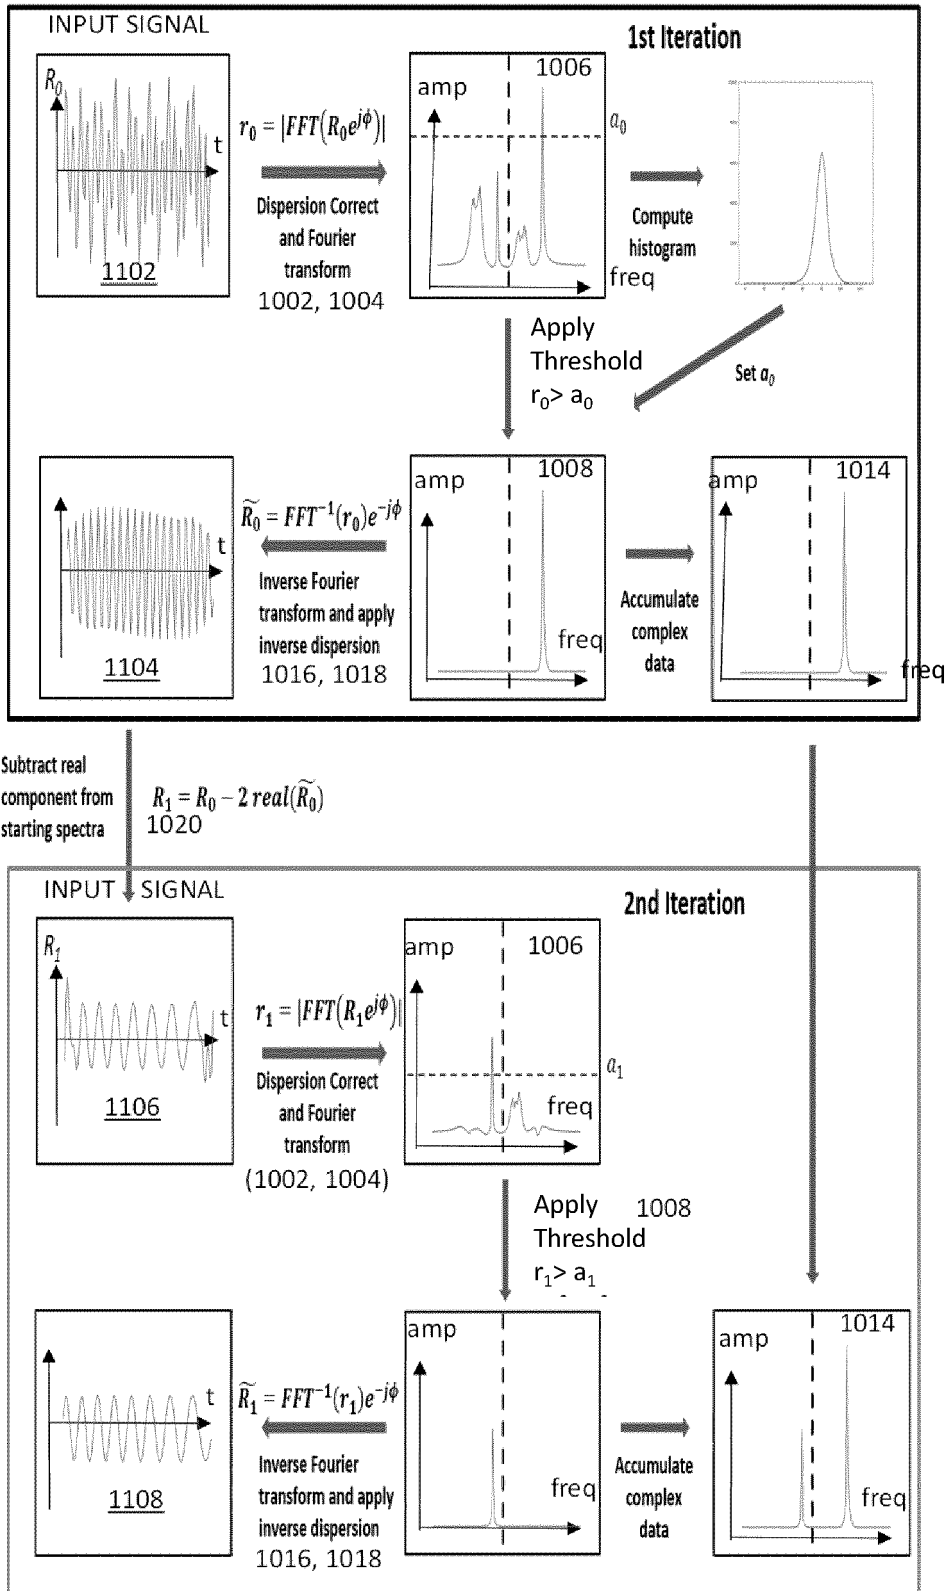 INPUT SIGNAL
1st Iteration
R0
t
1102
r0 = |FFT(R0e^jϕ)|
Dispersion Correct
and Fourier
transform
1002, 1004
amp
1006
a0
freq
Compute
histogram
Apply
Threshold
r0> a0
Set a0
t
1104
R̃0 = FFT⁻¹(r0)e^-jϕ
Inverse Fourier
transform and apply
inverse dispersion
1016, 1018
amp
1008
freq
Accumulate
complex
data
amp
1014
freq
Subtract real
component from
starting spectra
R1 = R0 – 2 real(R̃0)
1020
INPUT SIGNAL
2nd Iteration
R1
t
1106
r1 = |FFT(R1e^jϕ)|
Dispersion Correct
and Fourier
transform
(1002, 1004)
amp
1006
a1
freq
Apply
Threshold
r1> a1
1008
t
1108
R̃1 = FFT⁻¹(r1)e^-jϕ
Inverse Fourier
transform and apply
inverse dispersion
1016, 1018
amp
freq
Accumulate
complex
data
amp
1014
freq